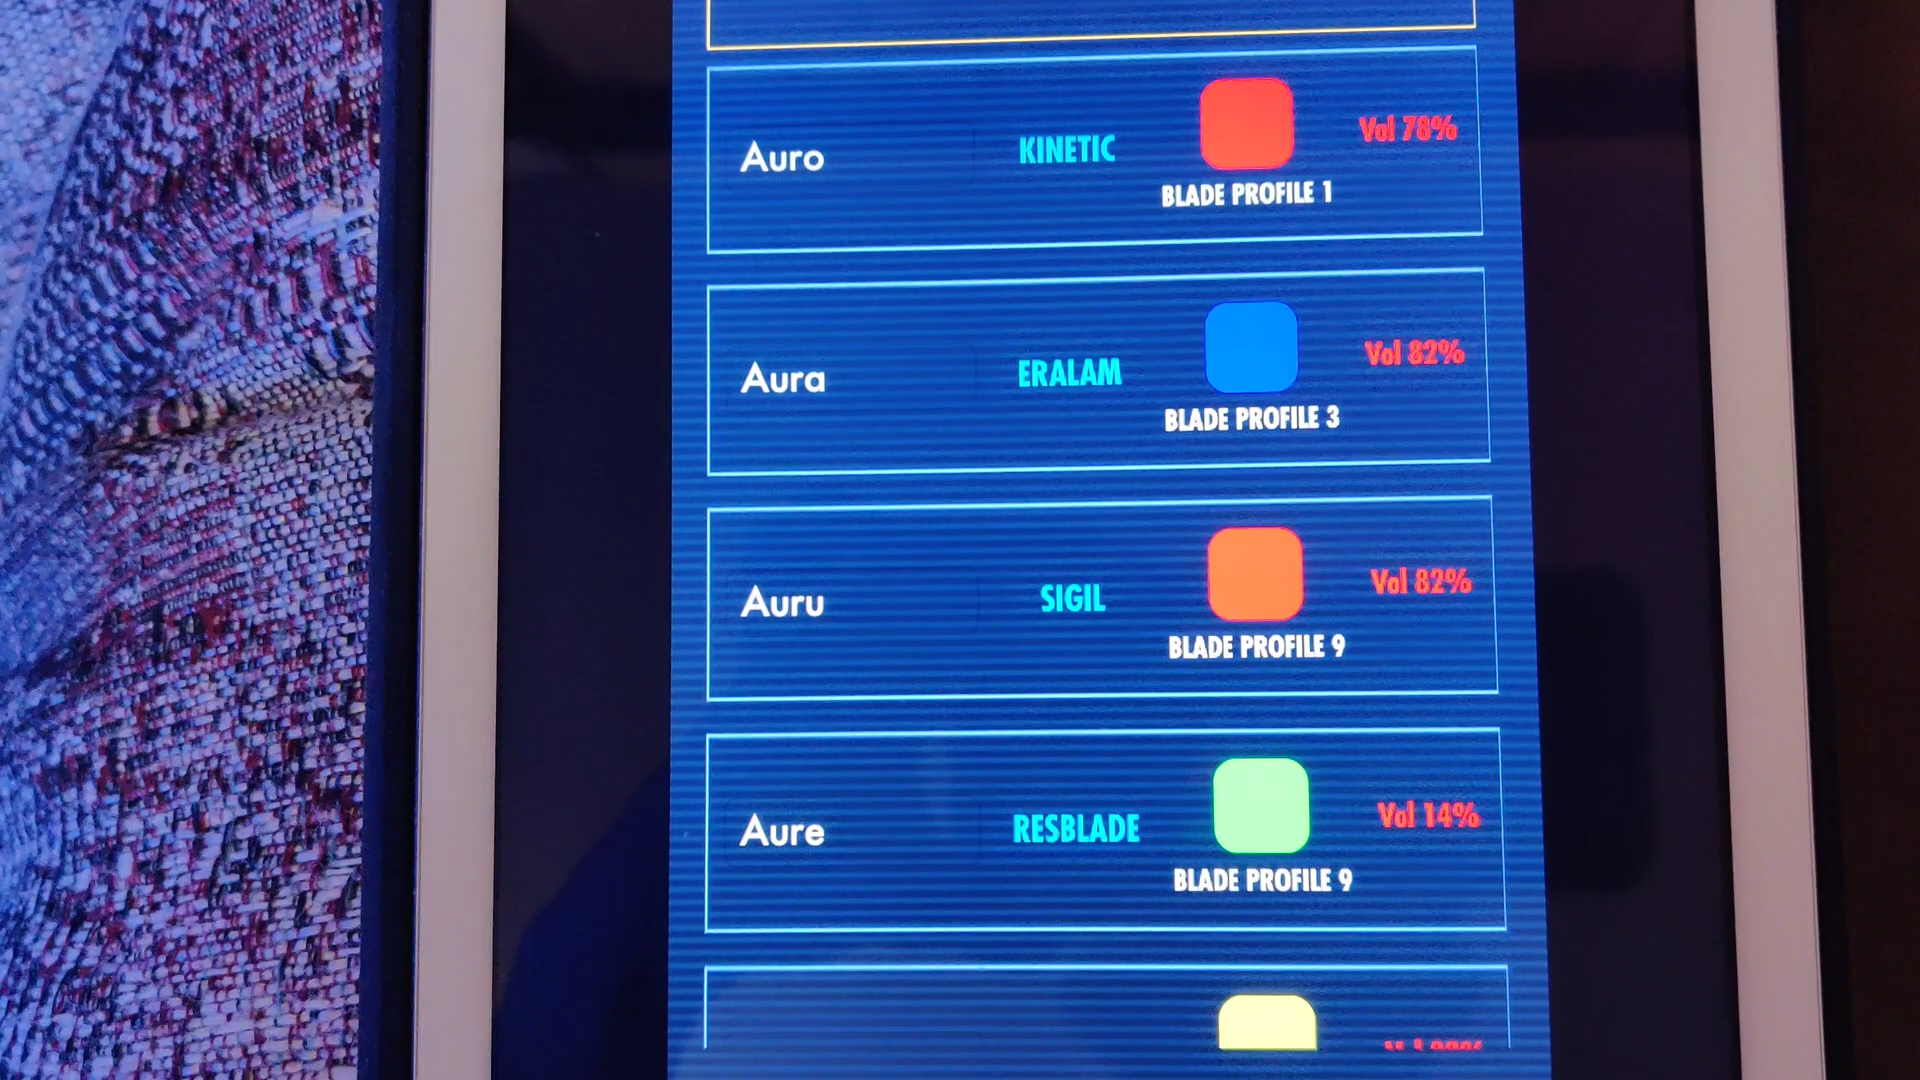 Auro
KINETIC
Vol 78%
BLADE PROFILE 1
Aura
ERALAM
Vol 82%
BLADE PROFILE 3
Auru
SIGIL
Vol 82%
BLADE PROFILE 9
Aure
RESBLADE
Vol 14%
BLADE PROFILE 9